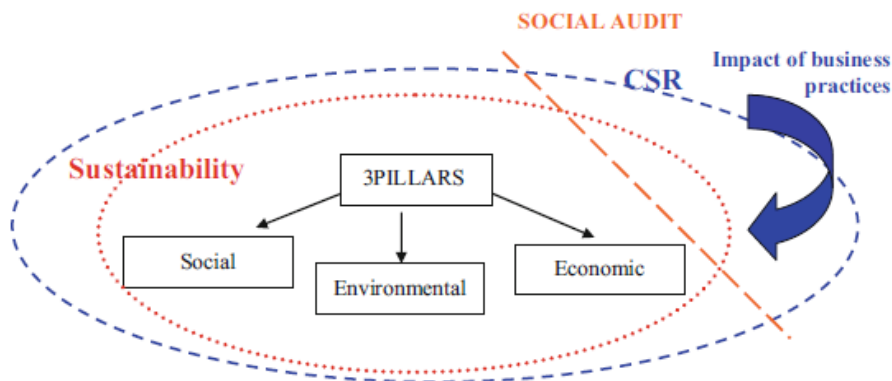 SOCIAL AUDIT
CSR
Impact of business
practices
Sustainability
3PILLARS
Social
Environmental
Economic